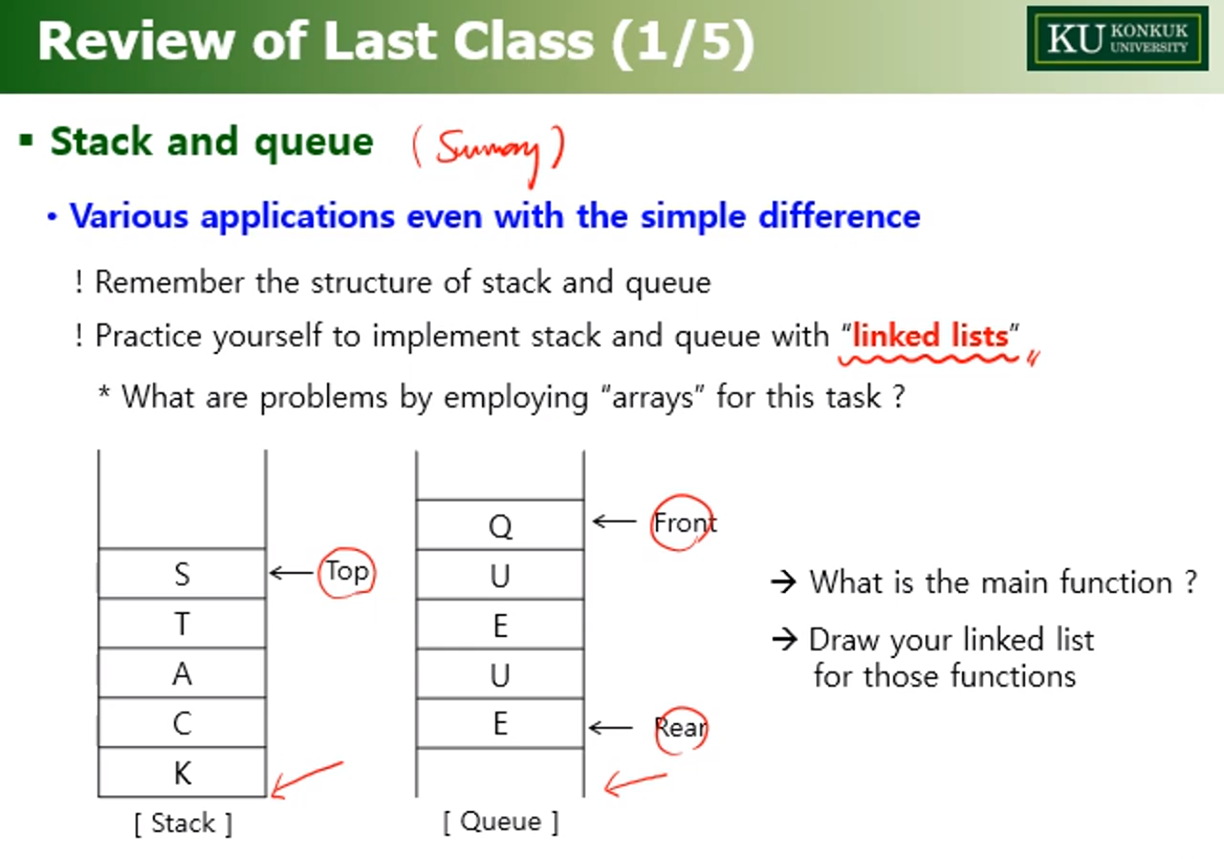 Review of Last Class (1/5)
KU KONKUK
UNIVERSITY
▪ Stack and queue (Summary)
• Various applications even with the simple difference
! Remember the structure of stack and queue
! Practice yourself to implement stack and queue with “linked lists“
* What are problems by employing “arrays” for this task ?
S
T
A
C
K
← Top
[ Stack ]
Q
U
E
U
E
← Front
← Rear
[ Queue ]
→ What is the main function ?
→ Draw your linked list
for those functions